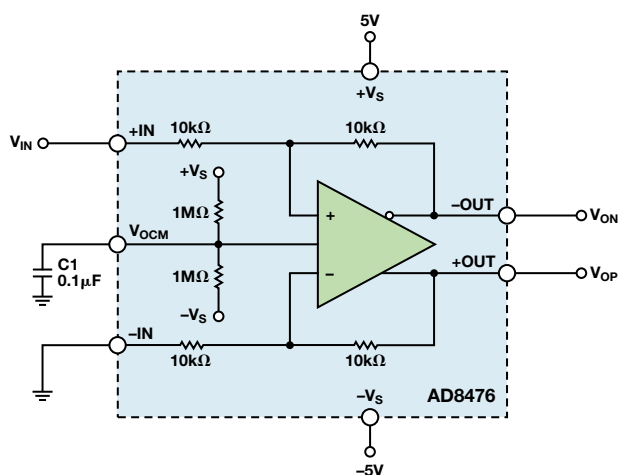 5V
+VS
+IN
10kΩ
10kΩ
VIN
+VS
1MΩ
+
–OUT
VON
VOCM
C1
0.1µF
1MΩ
–
+OUT
VOP
–VS
–IN
10kΩ
10kΩ
–VS
AD8476
–5V